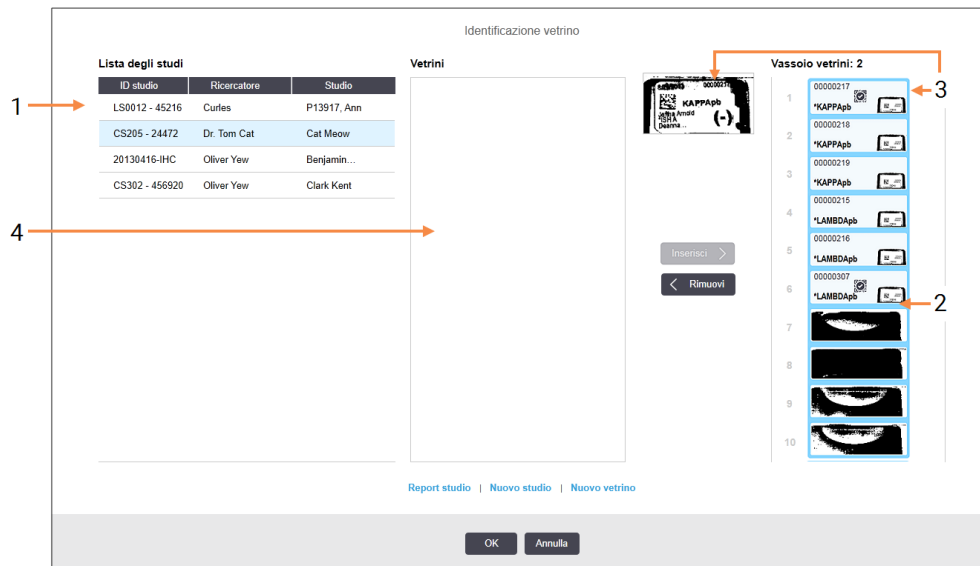 Identificazione vetrino
Lista degli studi
ID studio Ricercatore Studio
LS0012 - 45216 Curles P13917, Ann
CS205 - 24472 Dr. Tom Cat Cat Meow
20130416-IHC Oliver Yew Benjamin...
CS302 - 456920 Oliver Yew Clark Kent
1
4
Vetrini
KAPPApb
Arnold
Deanna...
(-)
Inserisci
Rimuovi
Vassoio vetrini: 2
3
2
1 00000217
*KAPPApb
2 00000218
*KAPPApb
3 00000219
*KAPPApb
4 00000215
*LAMBDApb
5 00000216
*LAMBDApb
6 00000307
*LAMBDApb
7
8
9
10
Report studio | Nuovo studio | Nuovo vetrino
OK Annulla